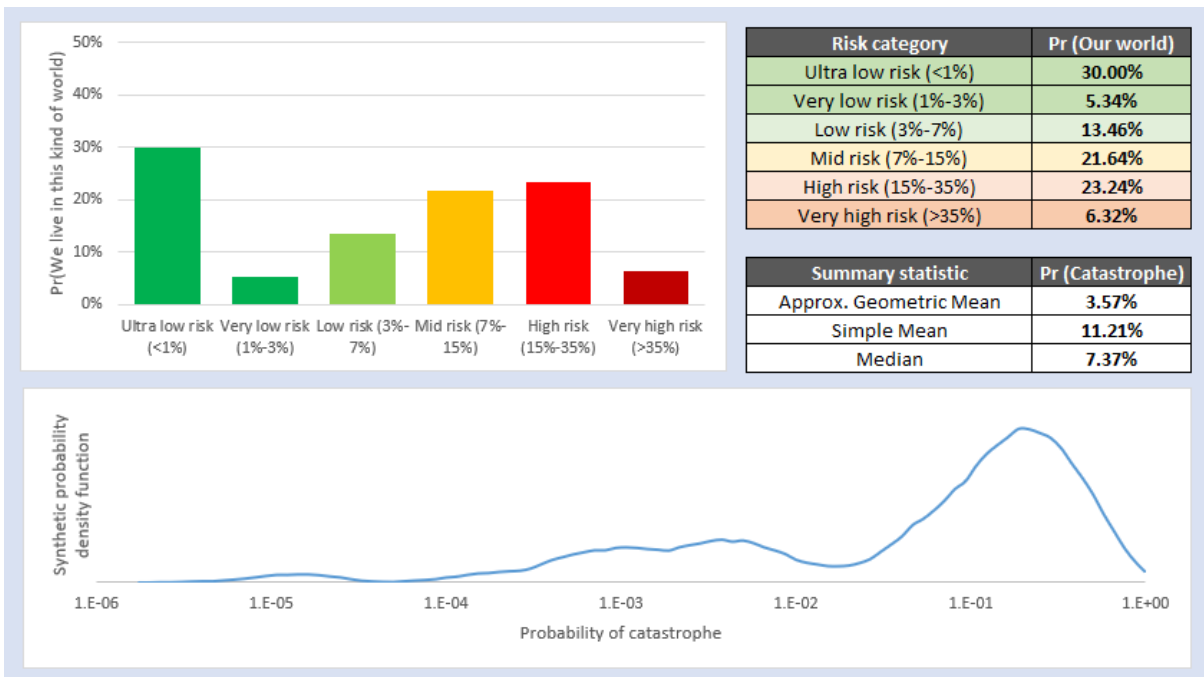 50%
40%
30%
20%
10%
0%
Pr(We live in this kind of world)
Ultra low risk (<1%)
Very low risk (1%-3%)
Low risk (3%-7%)
Mid risk (7%-15%)
High risk (15%-35%)
Very high risk (>35%)
Risk category Pr (Our world)
Ultra low risk (<1%) 30.00%
Very low risk (1%-3%) 5.34%
Low risk (3%-7%) 13.46%
Mid risk (7%-15%) 21.64%
High risk (15%-35%) 23.24%
Very high risk (>35%) 6.32%
Summary statistic Pr (Catastrophe)
Approx. Geometric Mean 3.57%
Simple Mean 11.21%
Median 7.37%
Synthetic probability
density function
1.E-06 1.E-05 1.E-04 1.E-03 1.E-02 1.E-01 1.E+00
Probability of catastrophe